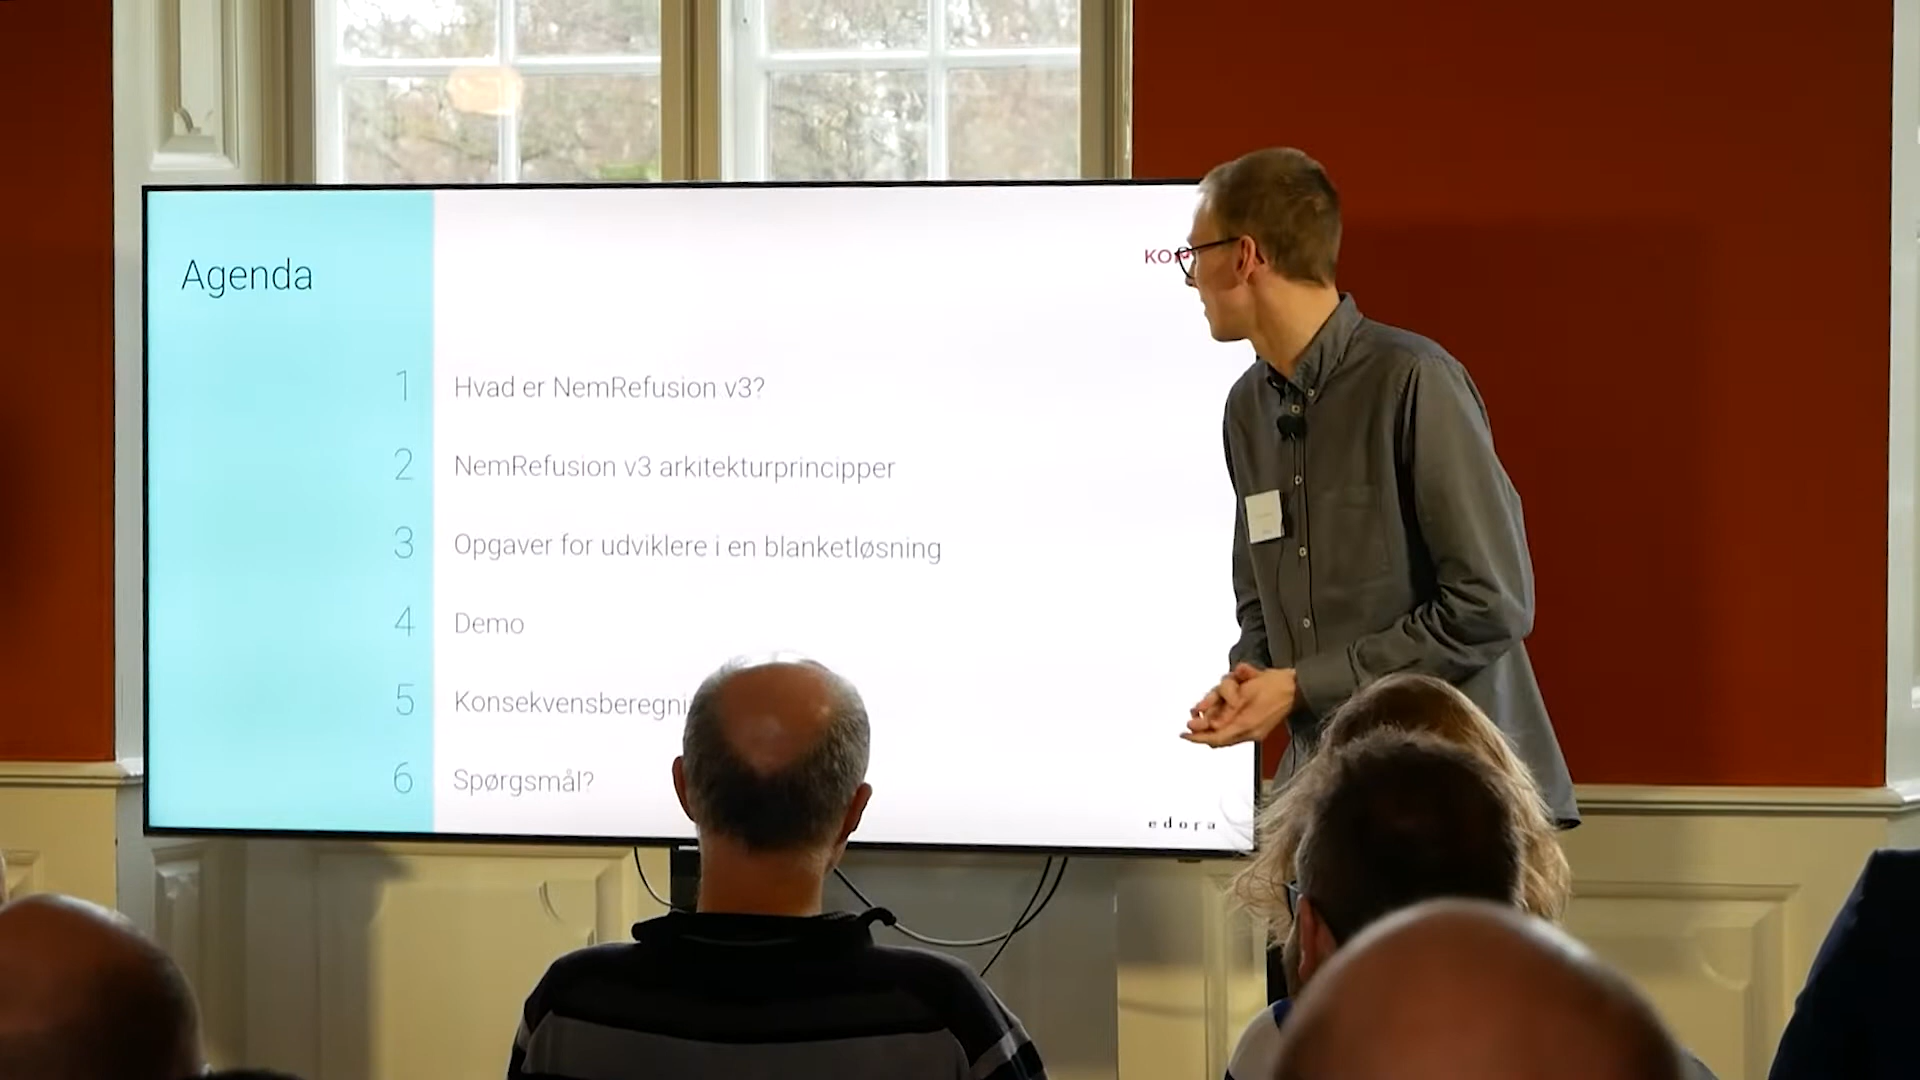 Agenda
1 Hvad er NemRefusion v3?
2 NemRefusion v3 arkitekturprincipper
3 Opgaver for udviklere i en blanketløsning
4 Demo
5
6 Spørgsmål?
edora